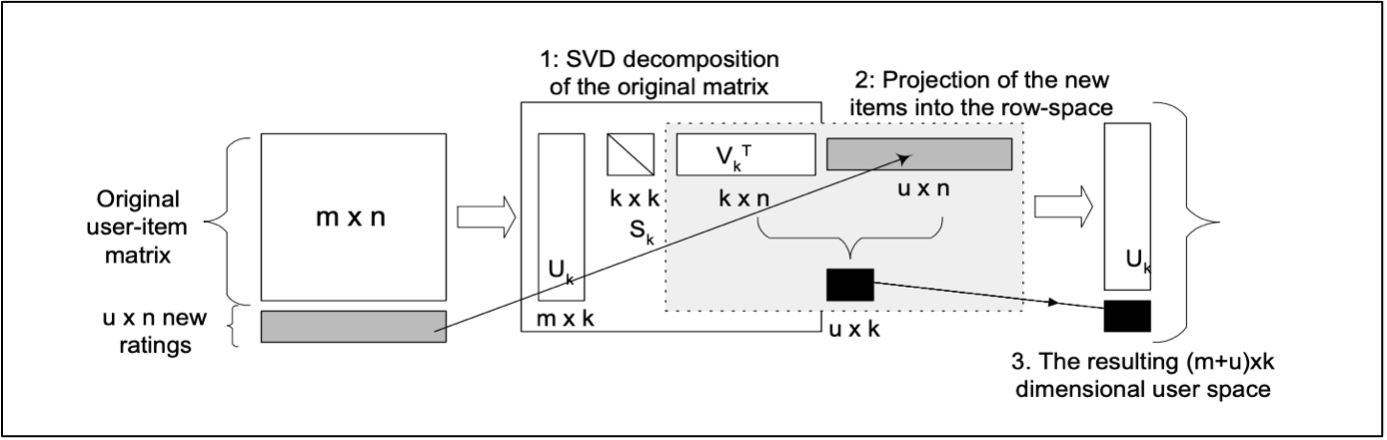 1: SVD decomposition
of the original matrix
2: Projection of the new
items into the row-space
Original
user-item
matrix
m x n
u x n new
ratings
U_k
m x k
k x k
S_k
V_k^T
k x n
u x n
u x k
U_k
3. The resulting (m+u)xk
dimensional user space